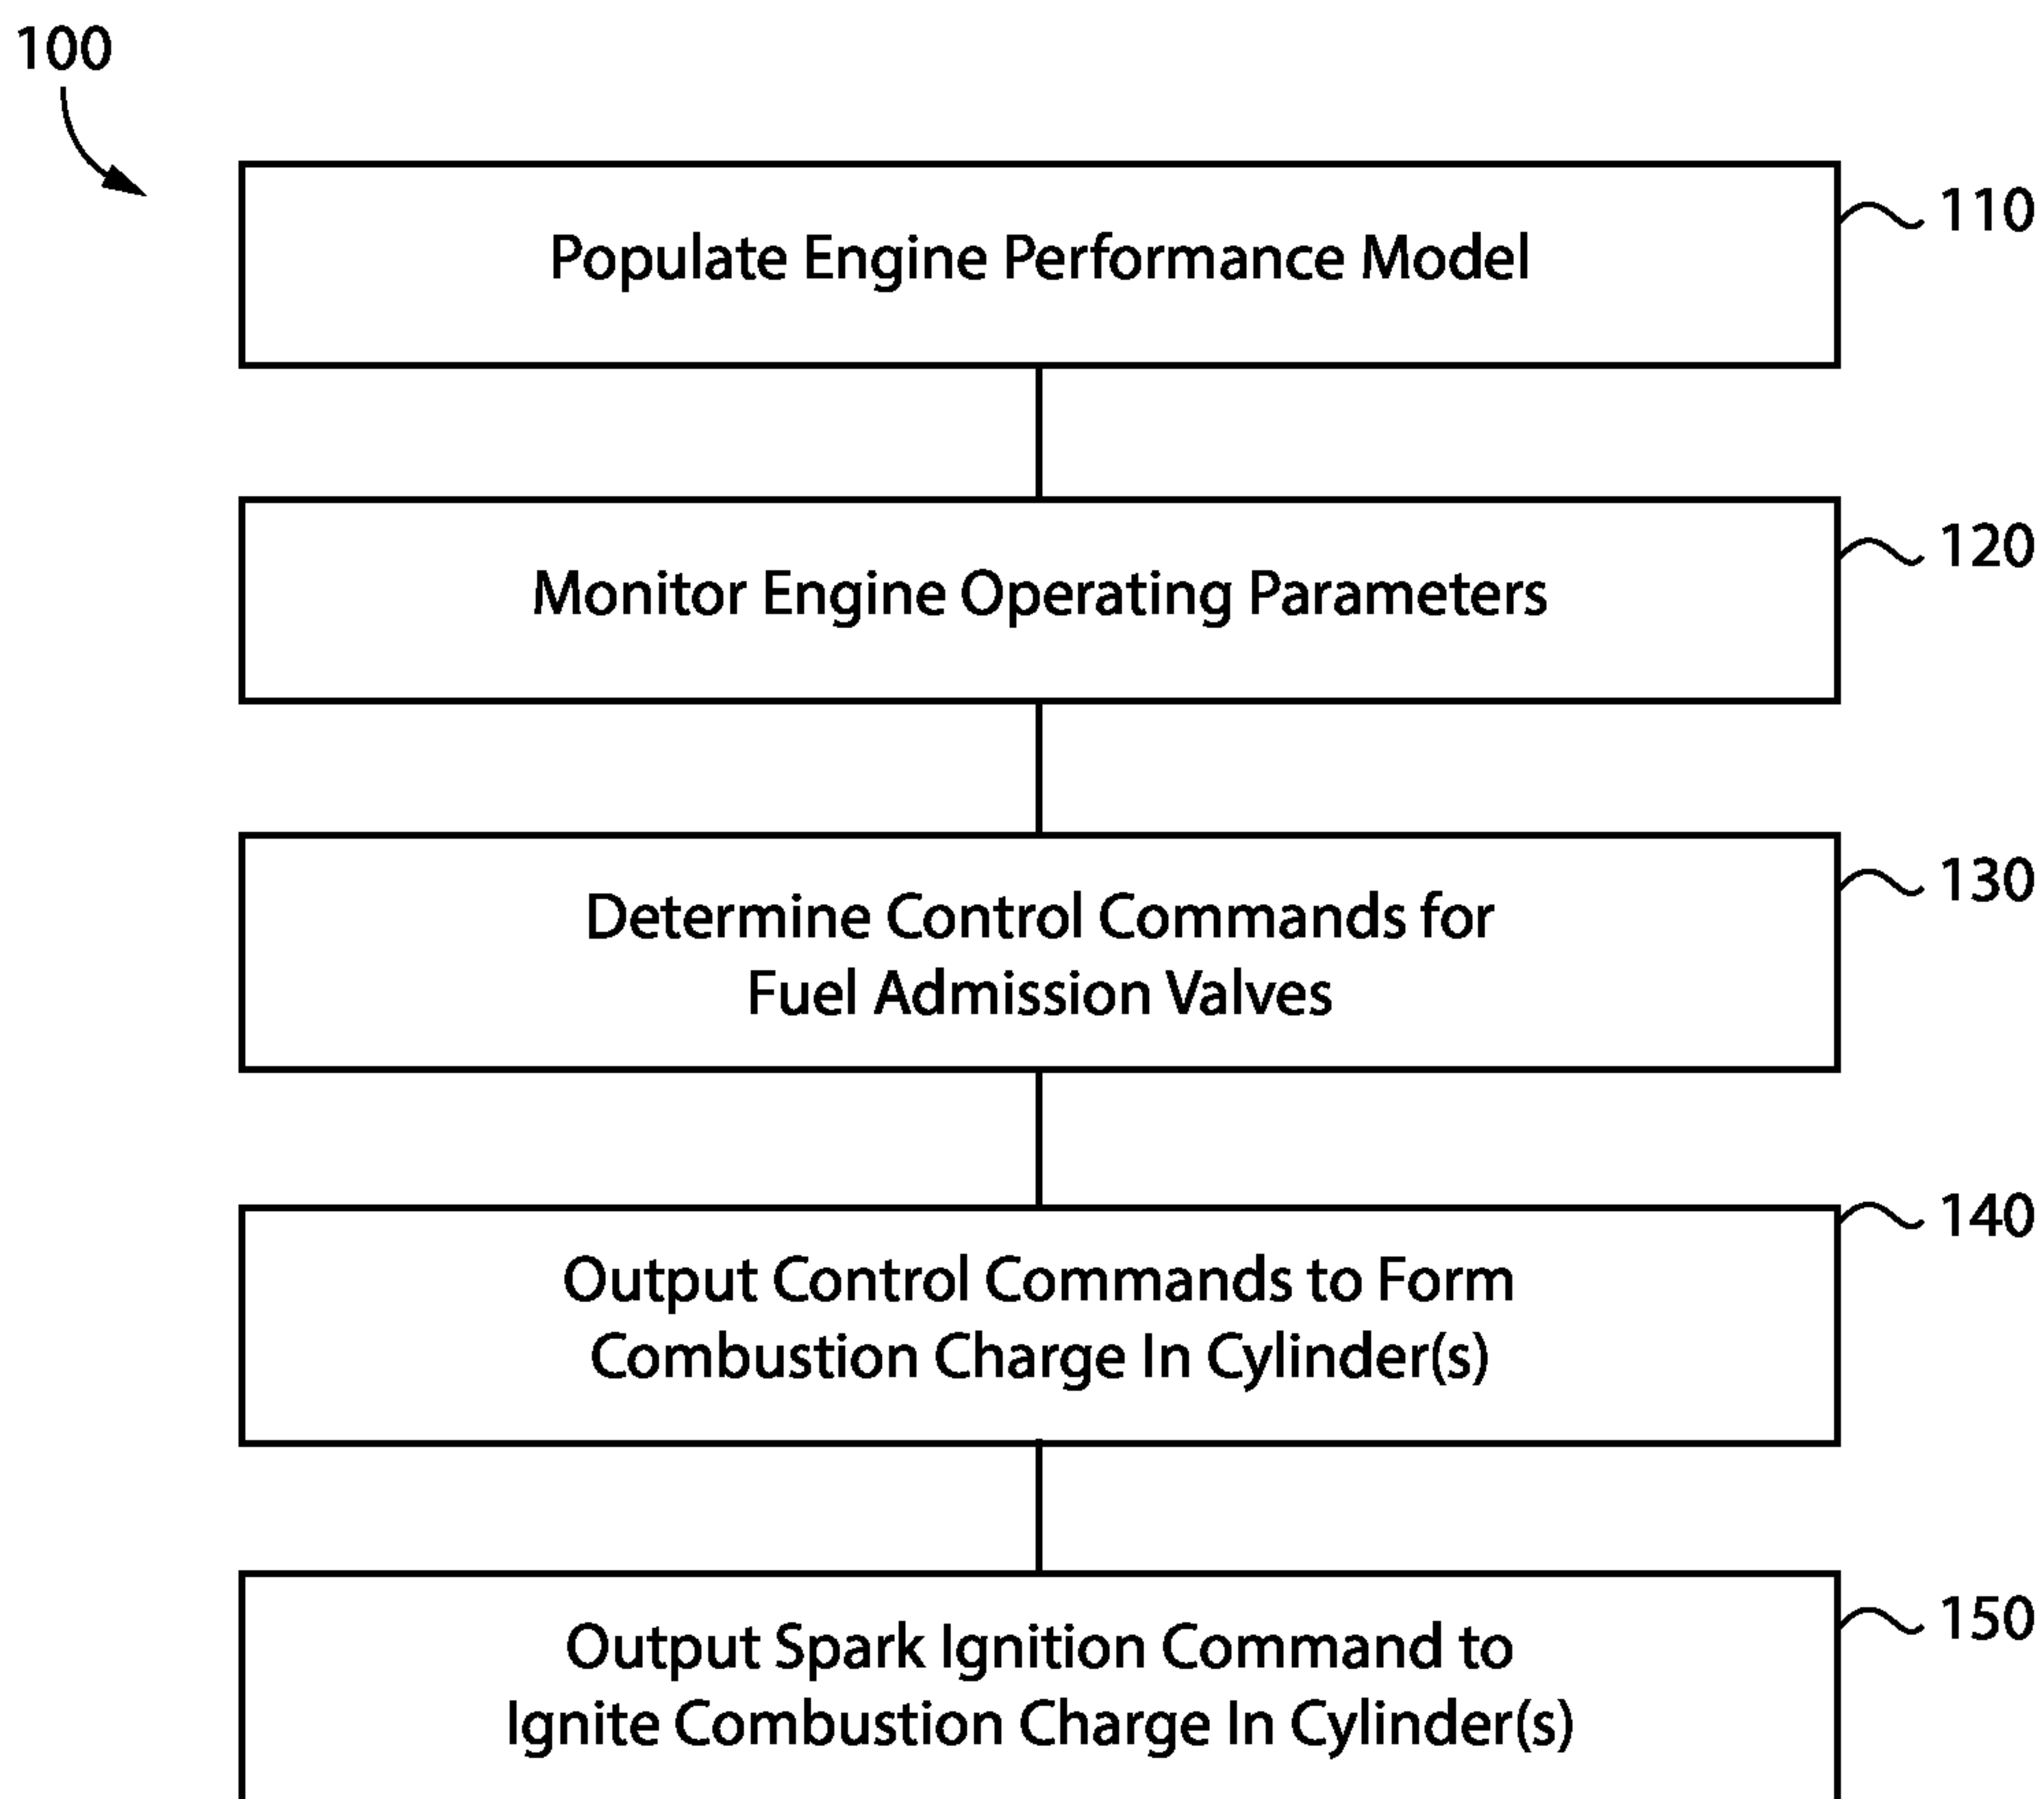 100
Populate Engine Performance Model
110
Monitor Engine Operating Parameters
120
Determine Control Commands for
Fuel Admission Valves
130
Output Control Commands to Form
Combustion Charge In Cylinder(s)
140
Output Spark Ignition Command to
Ignite Combustion Charge In Cylinder(s)
150